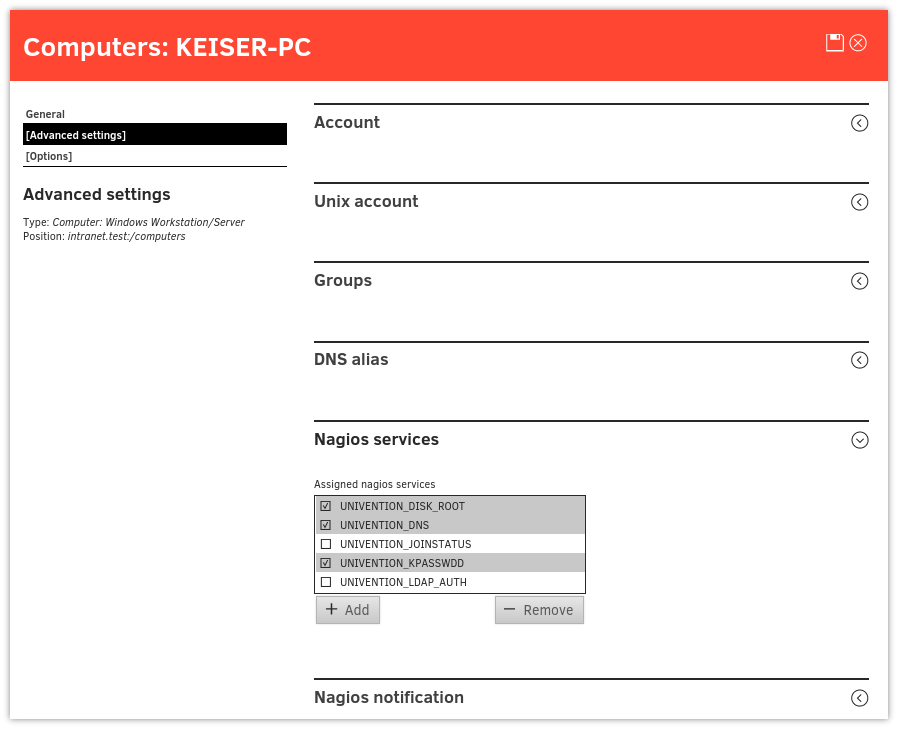 Computers: KEISER-PC
General
[Advanced settings]
[Options]
Advanced settings
Type: Computer: Windows Workstation/Server
Position: intranet.test:/computers
Account
Unix account
Groups
DNS alias
Nagios services
Assigned nagios services
UNIVENTION_DISK_ROOT
UNIVENTION_DNS
UNIVENTION_JOINSTATUS
UNIVENTION_KPASSWDD
UNIVENTION_LDAP_AUTH
Add
Remove
Nagios notification